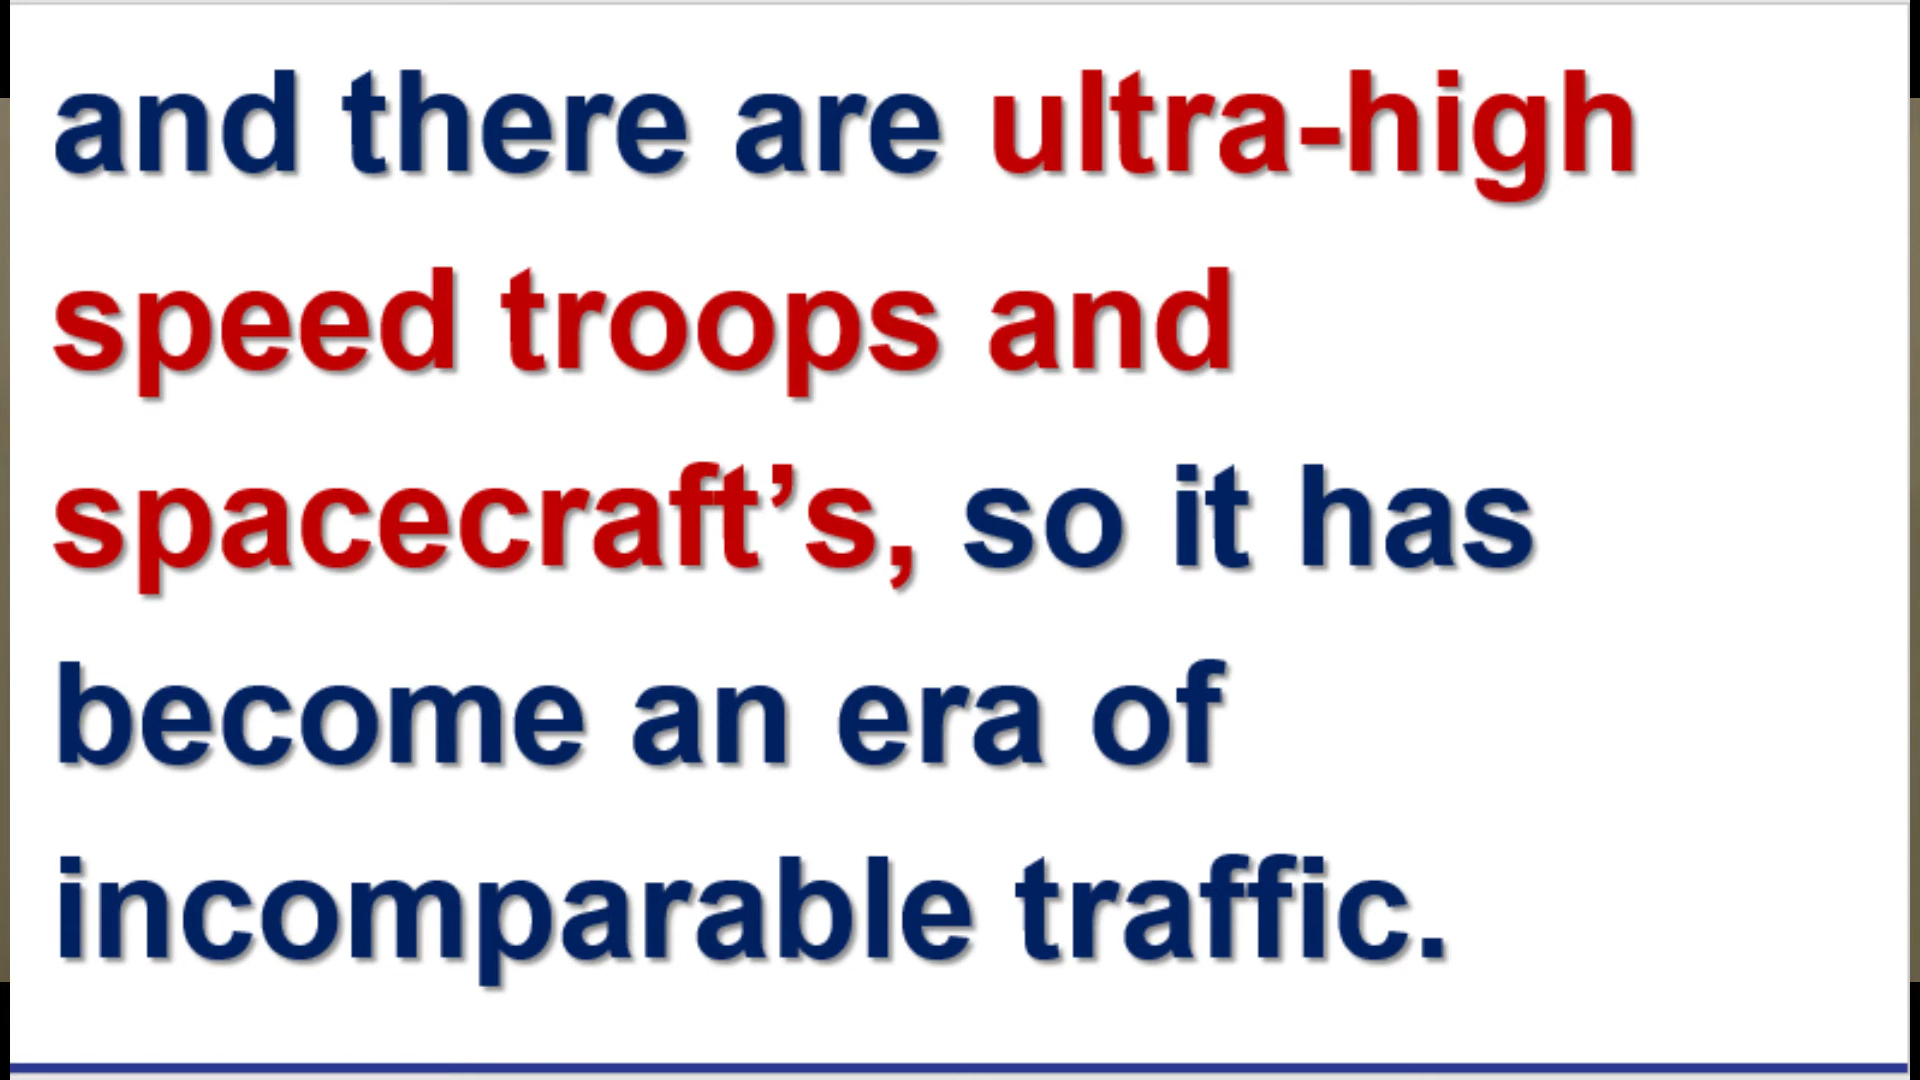 and there are ultra-high
speed troops and
spacecraft’s, so it has
become an era of
incomparable traffic.